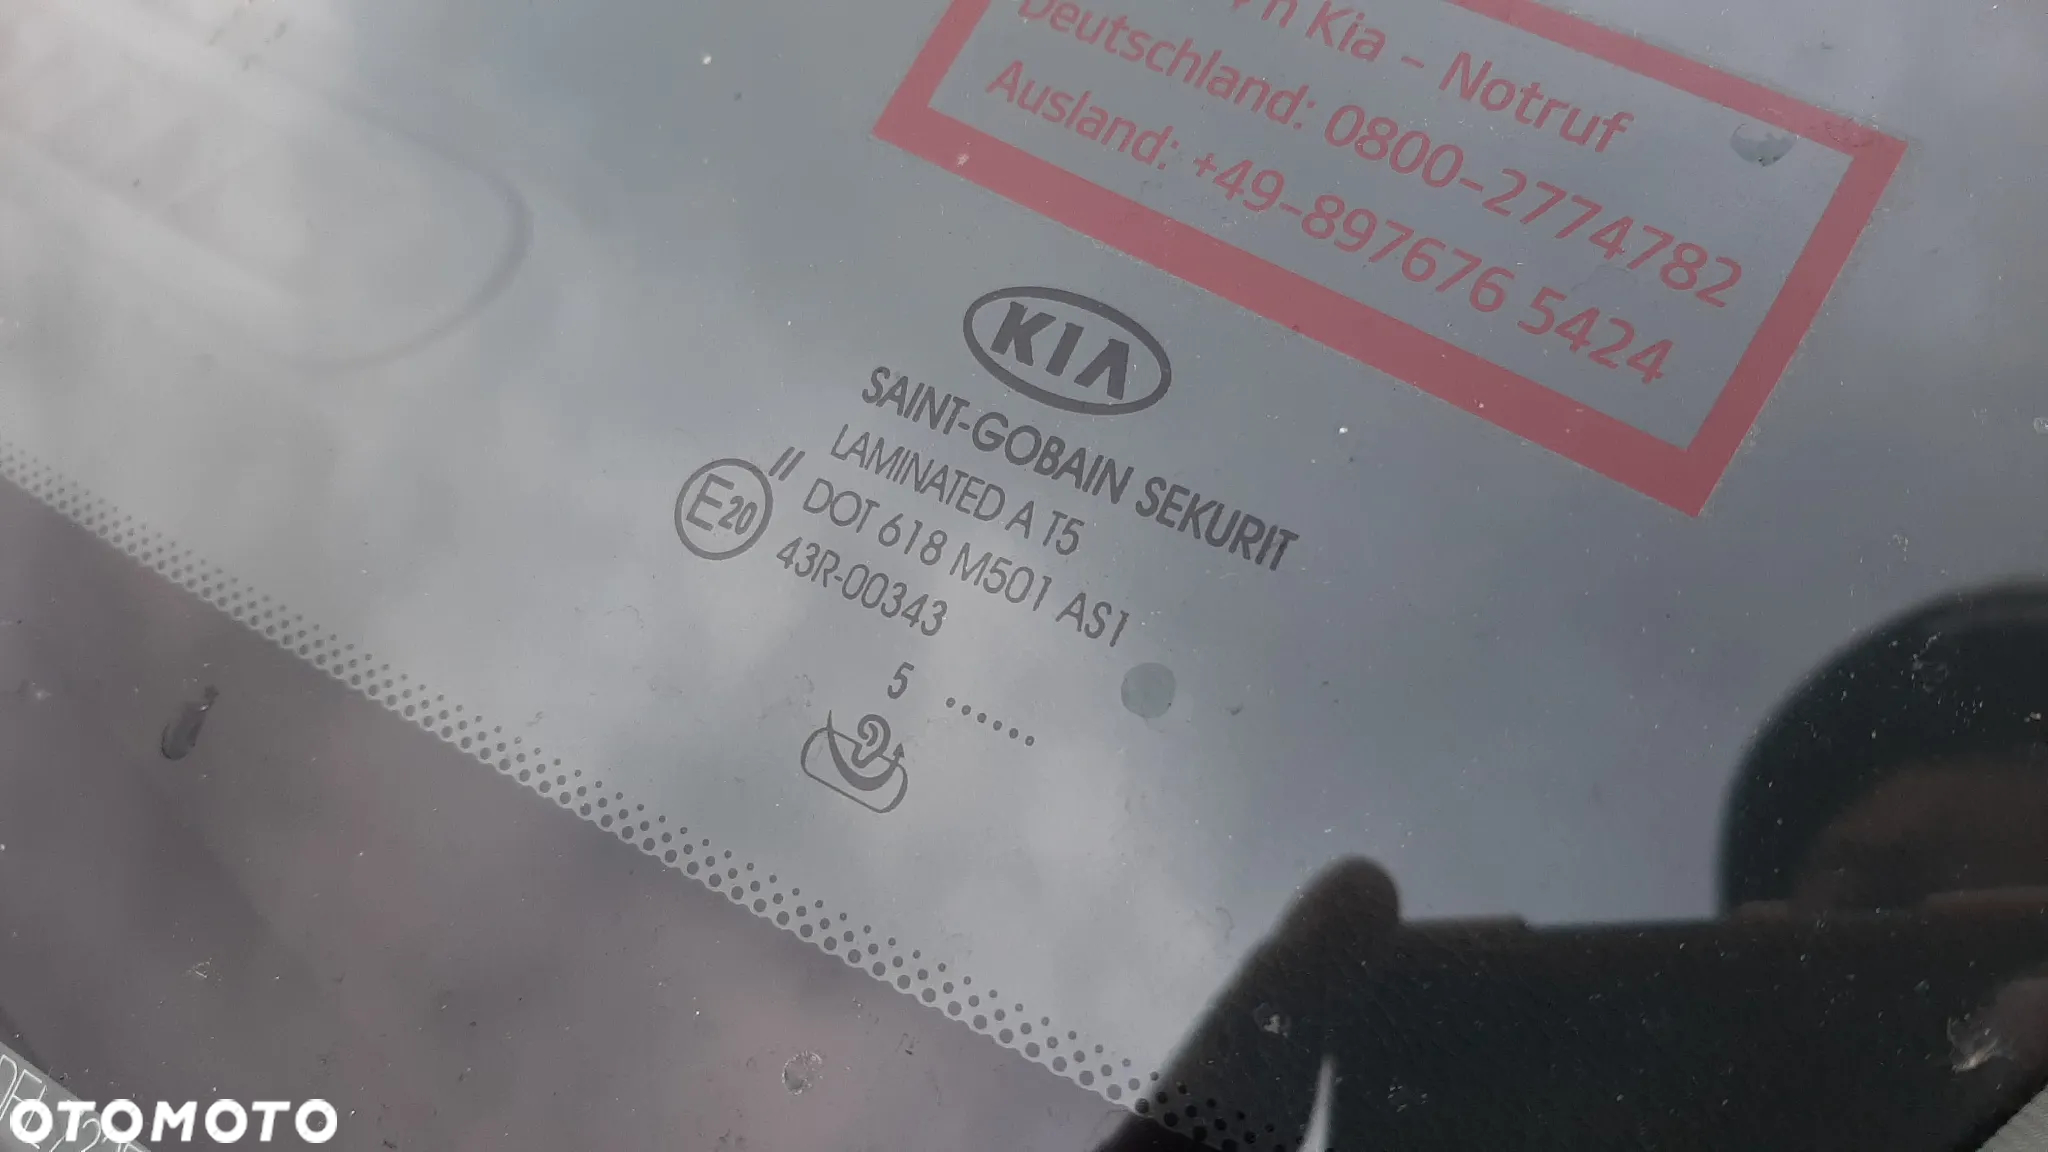 Kia – Notruf
Deutschland: 0800-2774782
Ausland: +49-897676 5424
KIA
SAINT-GOBAIN SEKURIT
LAMINATED A T5
// DOT 618 M501 AS1
E20 43R-00343
5 ......
OTOMOTO